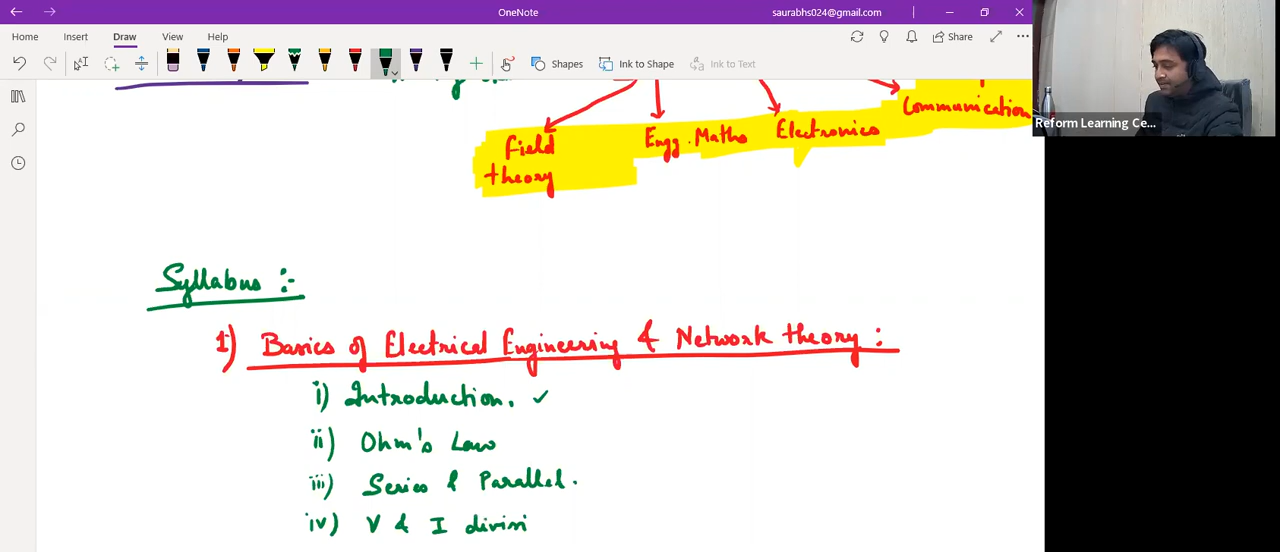 OneNote
saurabhs024@gmail.com
Home Insert Draw View Help
Share
Shapes
Ink to Shape
Ink to Text
Communication
Field theory
Engg. Maths
Electronics
Reform Learning Ce...
Syllabus :-
1) Basics of Electrical Engineering & Network theory :
i) Introduction. ✓
ii) Ohm's Law
iii) Series & Parallel.
iv) V & I divisi